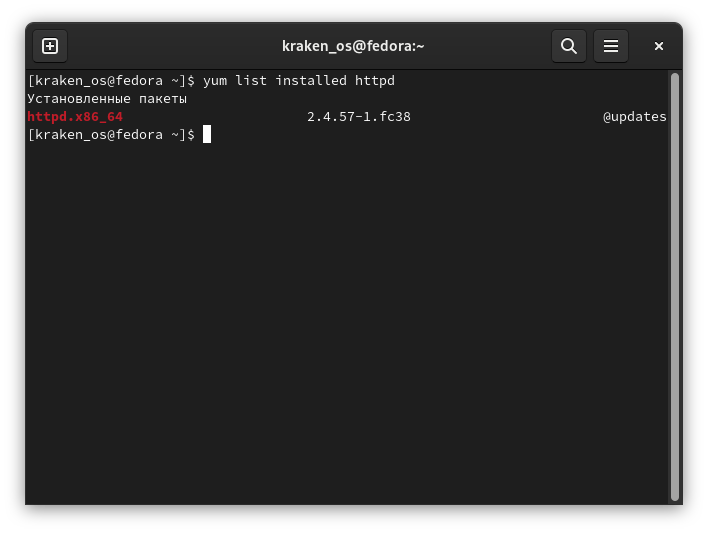 kraken_os@fedora:~
[kraken_os@fedora ~]$ yum list installed httpd
Установленные пакеты
httpd.x86_64 2.4.57-1.fc38 @updates
[kraken_os@fedora ~]$